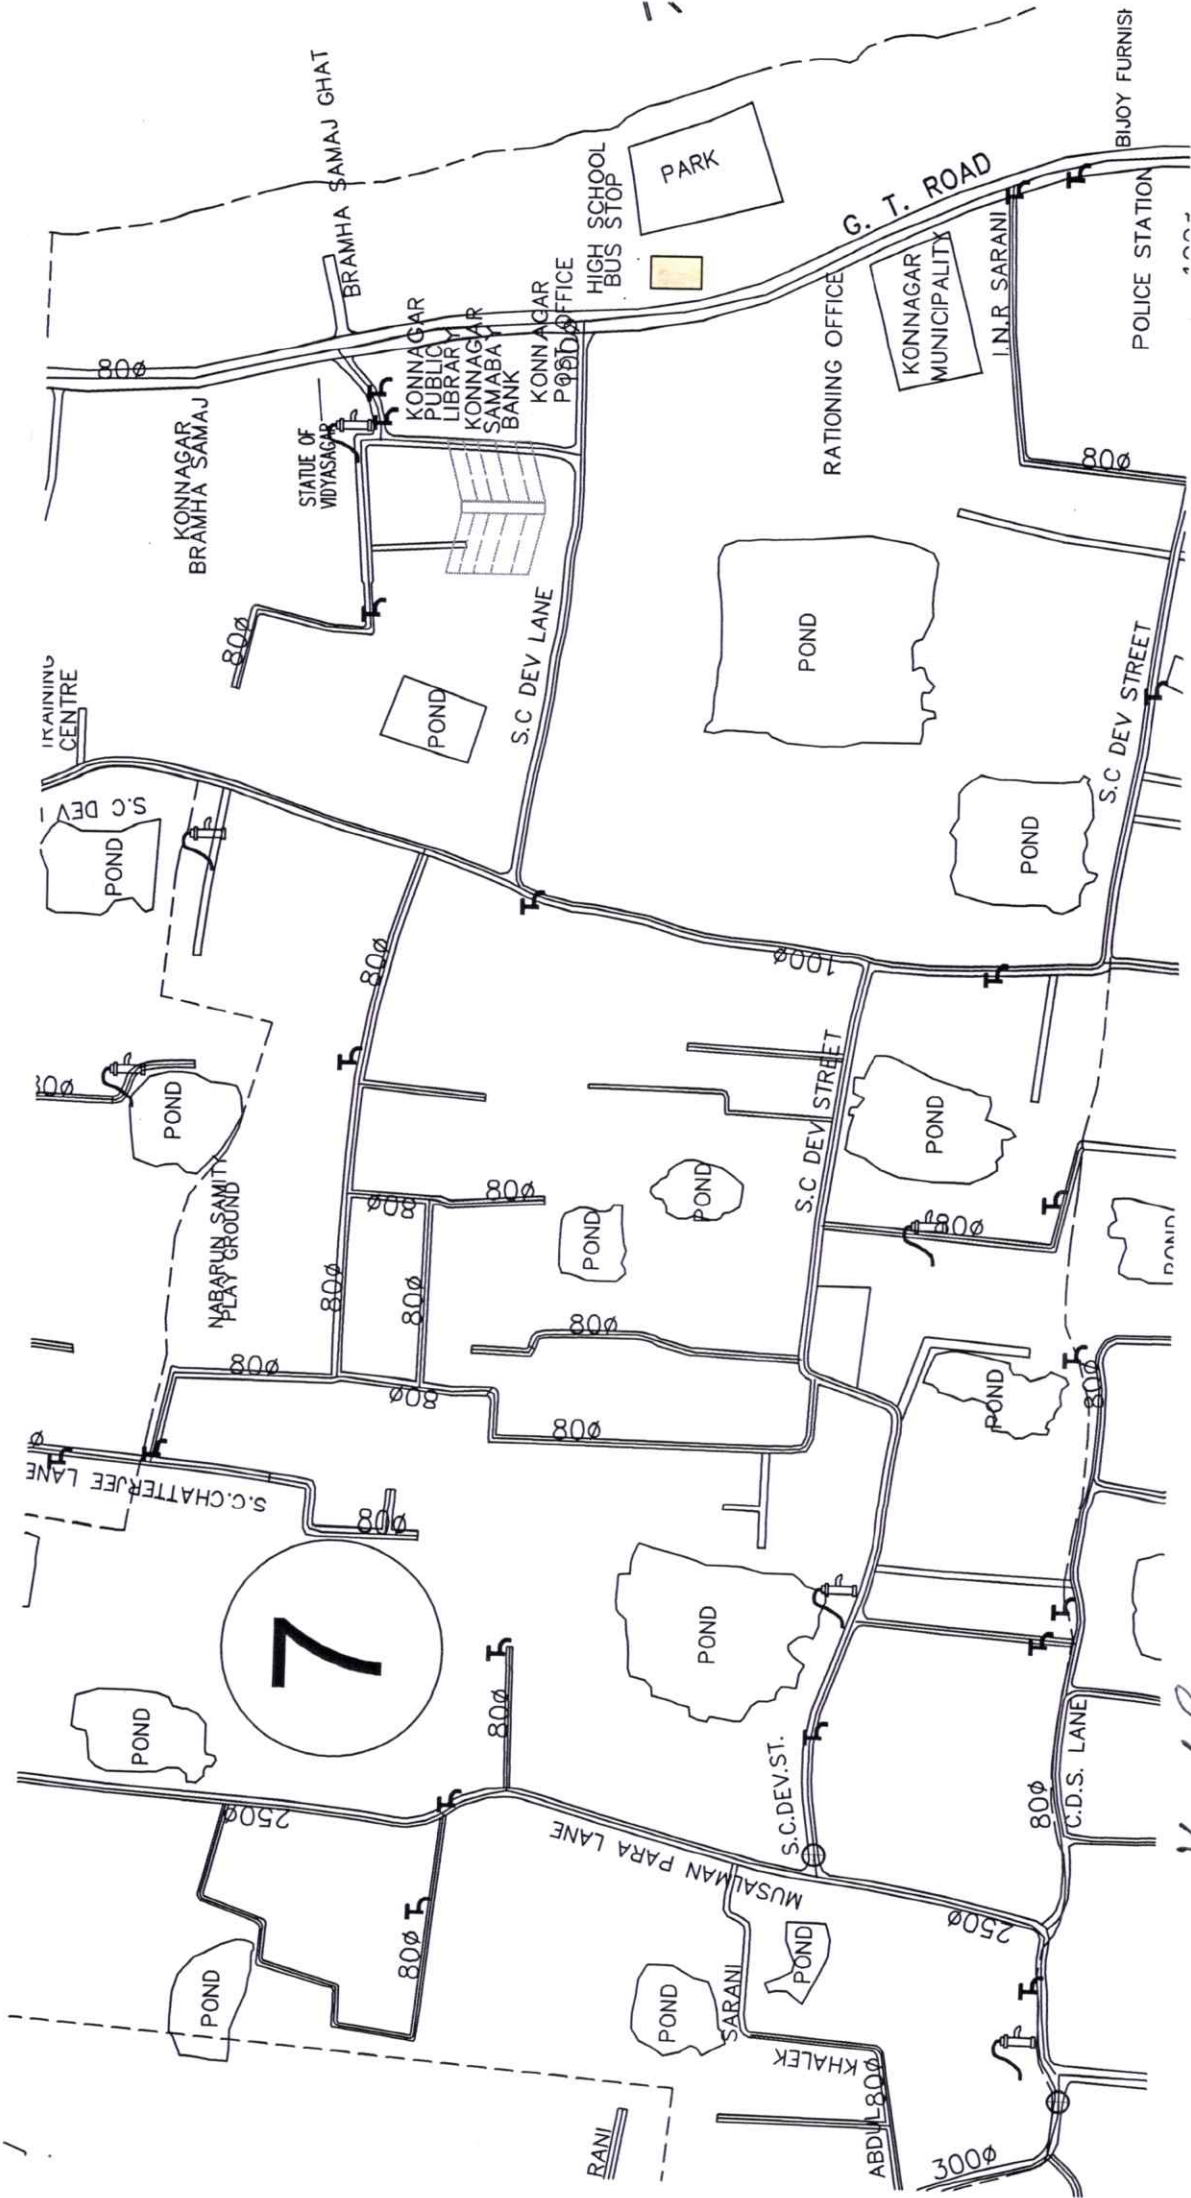 BRAMHA SAMAJ GHAT
HIGH SCHOOL
BUS STOP
PARK
G. T. ROAD
BIJOY FURNISH
80Ø
KONNAGAR
BRAMHA SAMAJ
STATUE OF
VIDYASAGAR
KONNAGAR
PUBLIC
LIBRARY
KONNAGAR
SAMABAY
BANK
KONNAGAR
POST OFFICE
RATIONING OFFICE
KONNAGAR
MUNICIPALITY
I.N.R SARANI
POLICE STATION
80Ø
80Ø
TRAINING
CENTRE
POND
S.C DEV LANE
POND
S.C DEV STREET
S.C DEV
POND
POND
80Ø
100Ø
80Ø
POND
S.C DEV STREET
POND
NABARUN SAMITY
PLAY GROUND
80Ø
80Ø
POND
POND
80Ø
POND
80Ø
80Ø
80Ø
80Ø
80Ø
80Ø
POND
80Ø
S.C.CHATTERJEE LANE
80Ø
7
POND
POND
80Ø
250Ø
MUSALMAN PARA LANE
S.C.DEV.ST.
80Ø
C.D.S. LANE
250Ø
POND
80Ø
POND
POND
ABDUL KHALEK SARANI
80Ø
RANI
300Ø